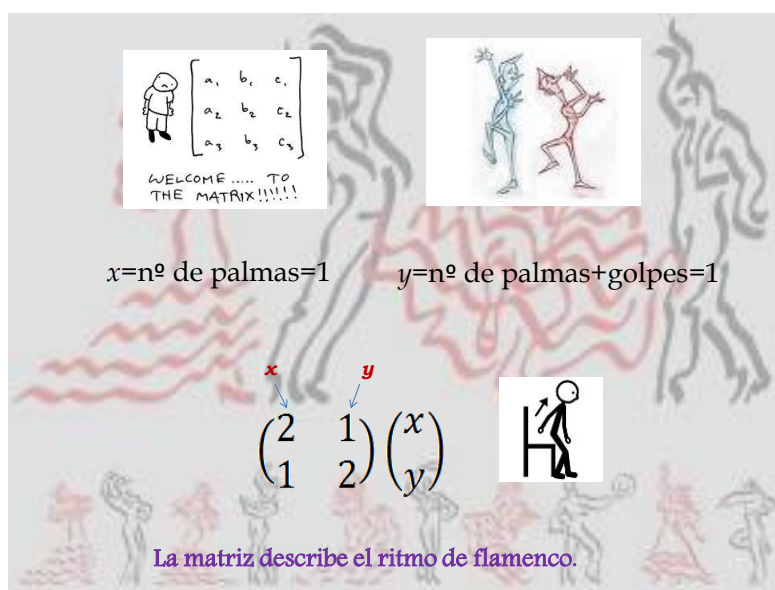 a₁ b₁ c₁
a₂ b₂ c₂
a₃ b₃ c₃
WELCOME ..... TO
THE MATRIX!!!!!!
x=nº de palmas=1
y=nº de palmas+golpes=1
x y
2 1 x
1 2 y
La matriz describe el ritmo de flamenco.